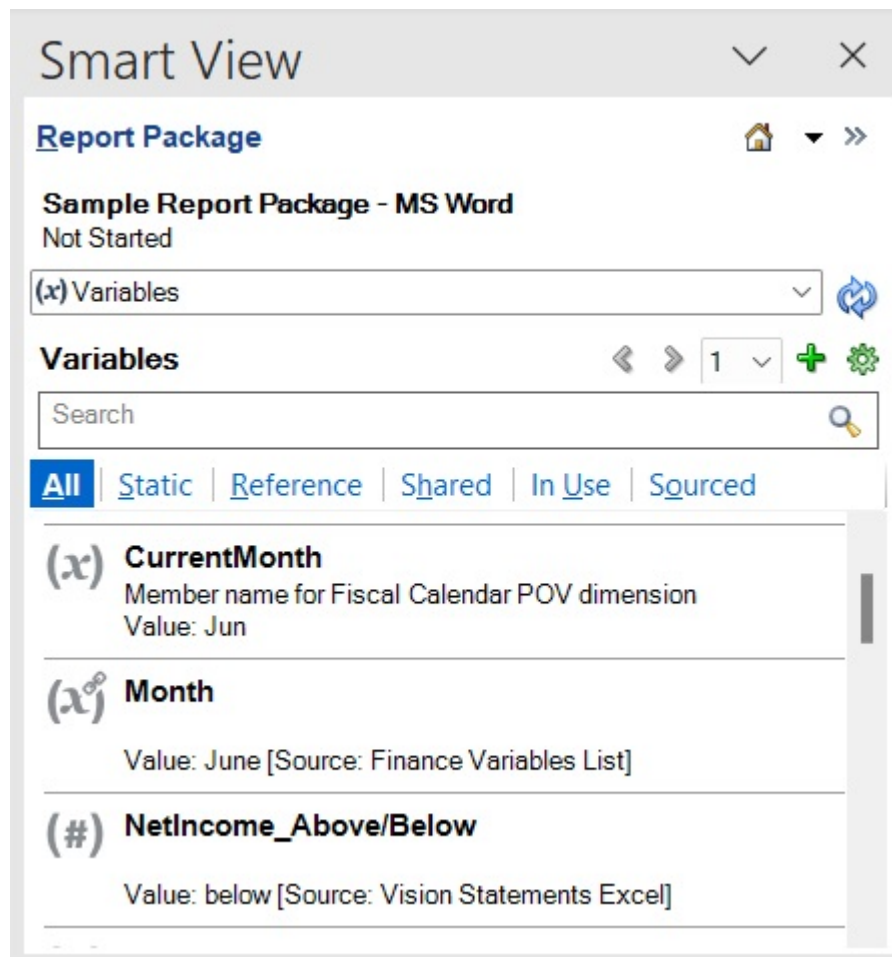 Smart View
Report Package
Sample Report Package - MS Word
Not Started
(x) Variables
Variables 1
Search
All | Static | Reference | Shared | In Use | Sourced
(x) CurrentMonth
Member name for Fiscal Calendar POV dimension
Value: Jun
(x) Month
Value: June [Source: Finance Variables List]
(#) NetIncome_Above/Below
Value: below [Source: Vision Statements Excel]